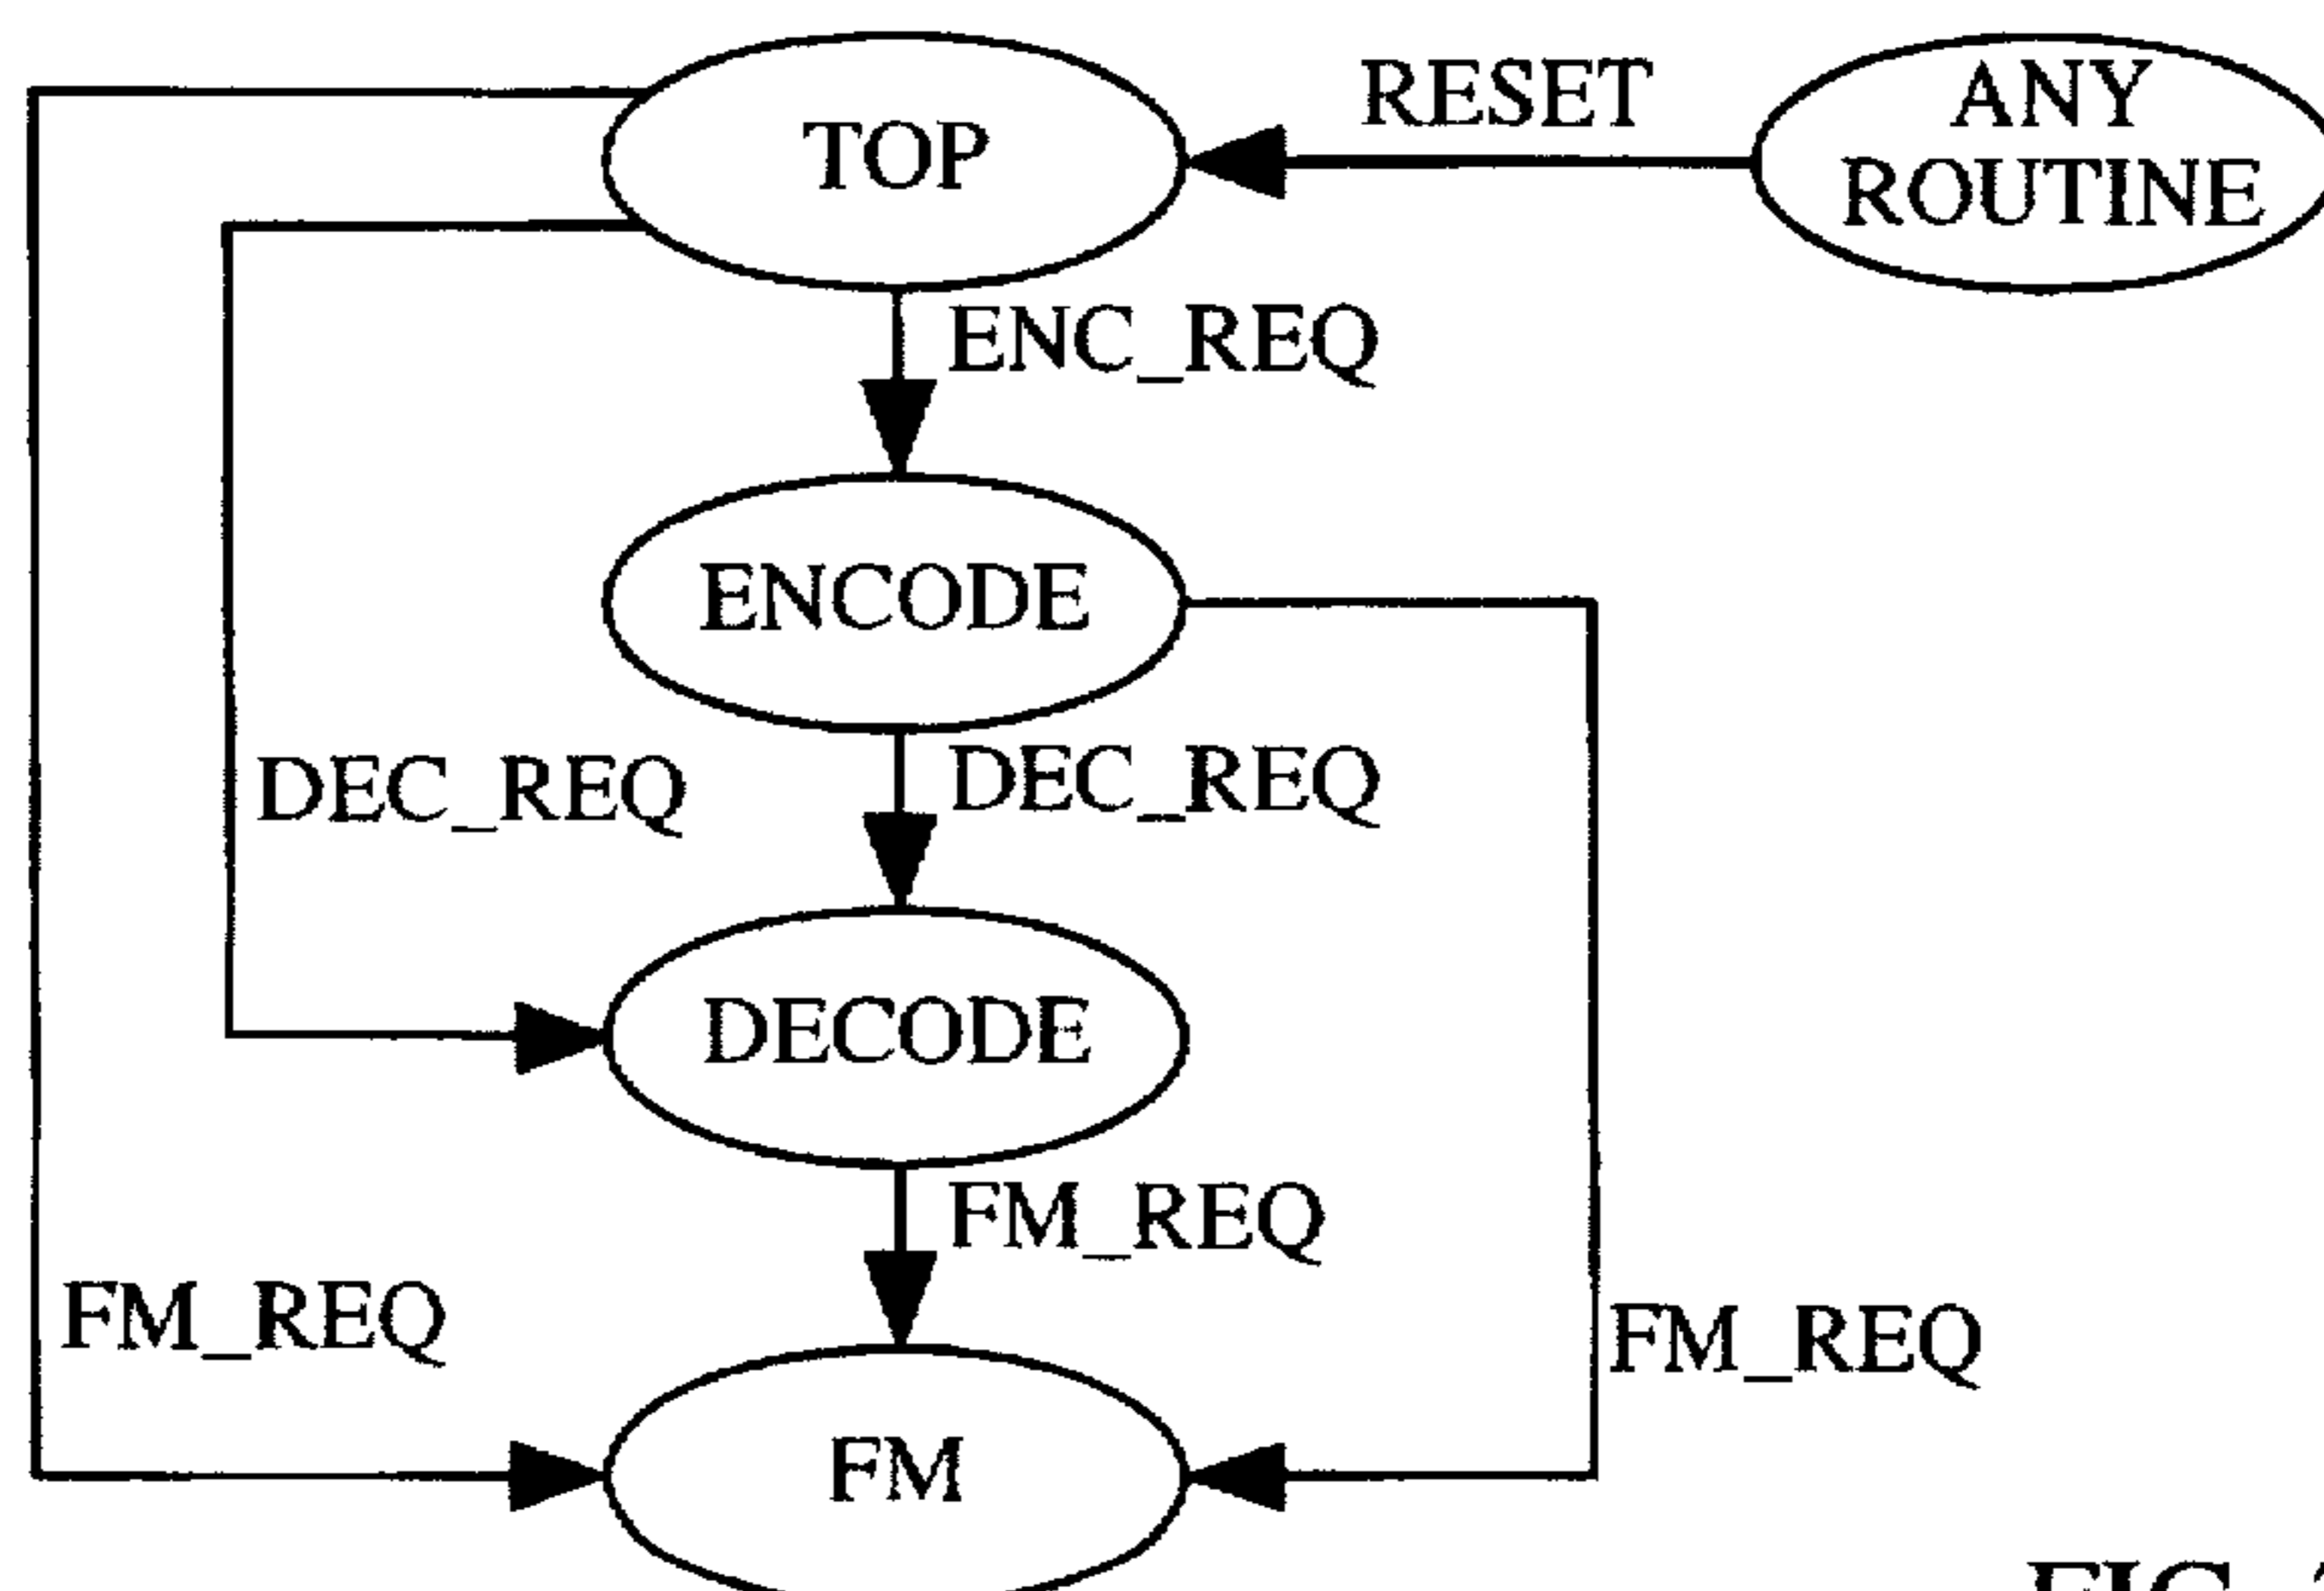 RESET
ANY
ROUTINE
TOP
ENC_REQ
ENCODE
DEC_REQ
DEC_REQ
DECODE
FM_REQ
FM_REQ
FM_REQ
FM